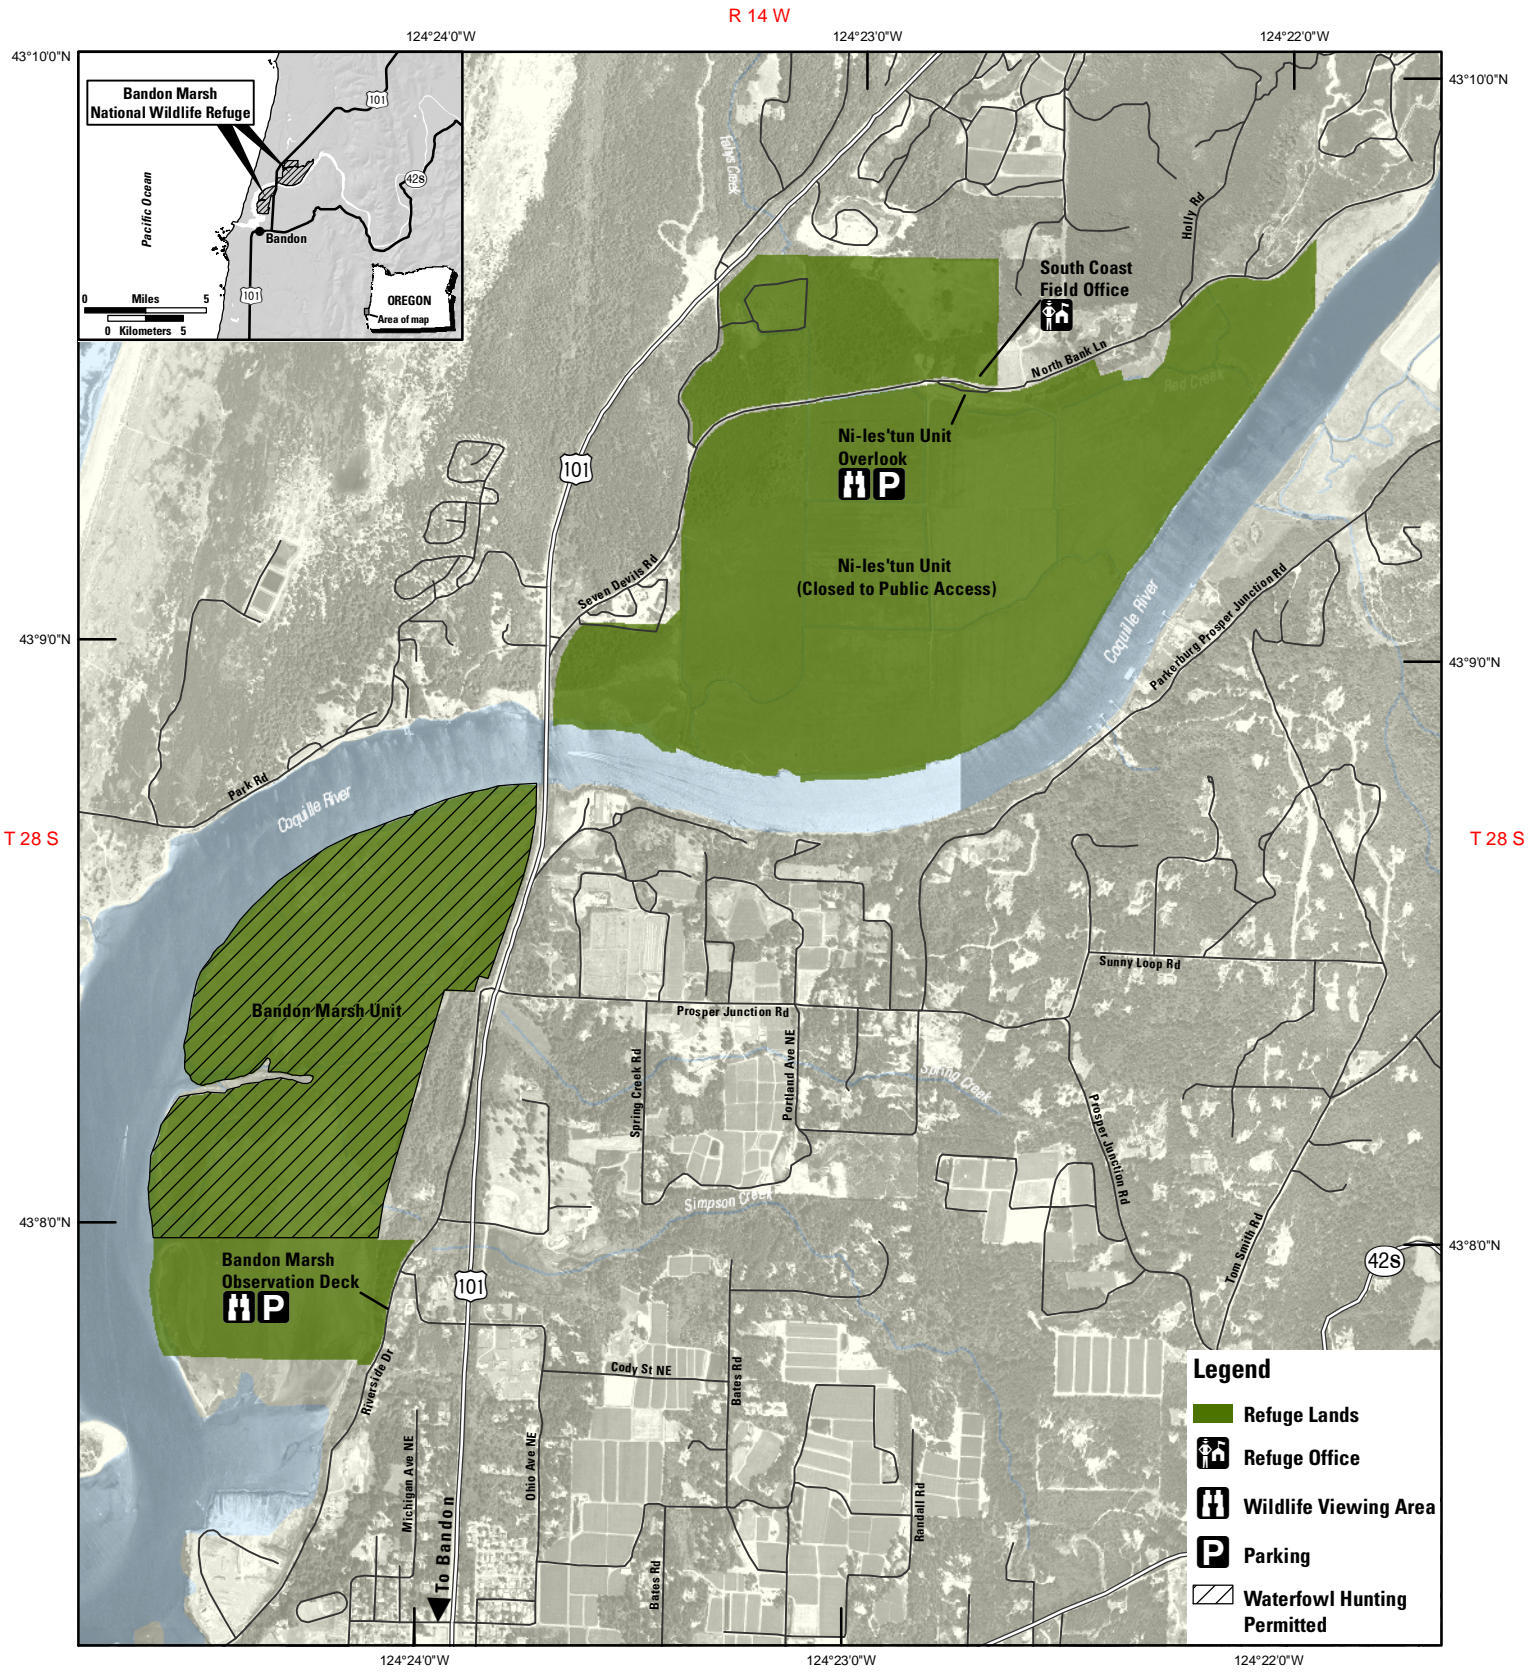 R 14 W
124°24'0"W
124°23'0"W
124°22'0"W
43°10'0"N
43°10'0"N
Bandon Marsh
National Wildlife Refuge
101
42S
Pacific Ocean
Bandon
101
0 Miles 5
0 Kilometers 5
OREGON
Area of map
Fahys Creek
Holly Rd
South Coast
Field Office
North Bank Ln
Red Creek
Ni-les'tun Unit
Overlook
P
101
Ni-les'tun Unit
(Closed to Public Access)
Seven Devils Rd
Coquille River
Parkerburg Prosper Junction Rd
43°9'0"N
43°9'0"N
Park Rd
Coquille River
T 28 S
T 28 S
Sunny Loop Rd
Bandon Marsh Unit
Prosper Junction Rd
Spring Creek Rd
Portland Ave NE
Spring Creek
Prosper Junction Rd
Simpson Creek
Tom Smith Rd
43°8'0"N
43°8'0"N
42S
Bandon Marsh
Observation Deck
P
101
Riverside Dr
Cody St NE
Bates Rd
Michigan Ave NE
Ohio Ave NE
Randall Rd
Bates Rd
To Bandon
Legend
Refuge Lands
Refuge Office
Wildlife Viewing Area
P Parking
Waterfowl Hunting
Permitted
124°24'0"W
124°23'0"W
124°22'0"W